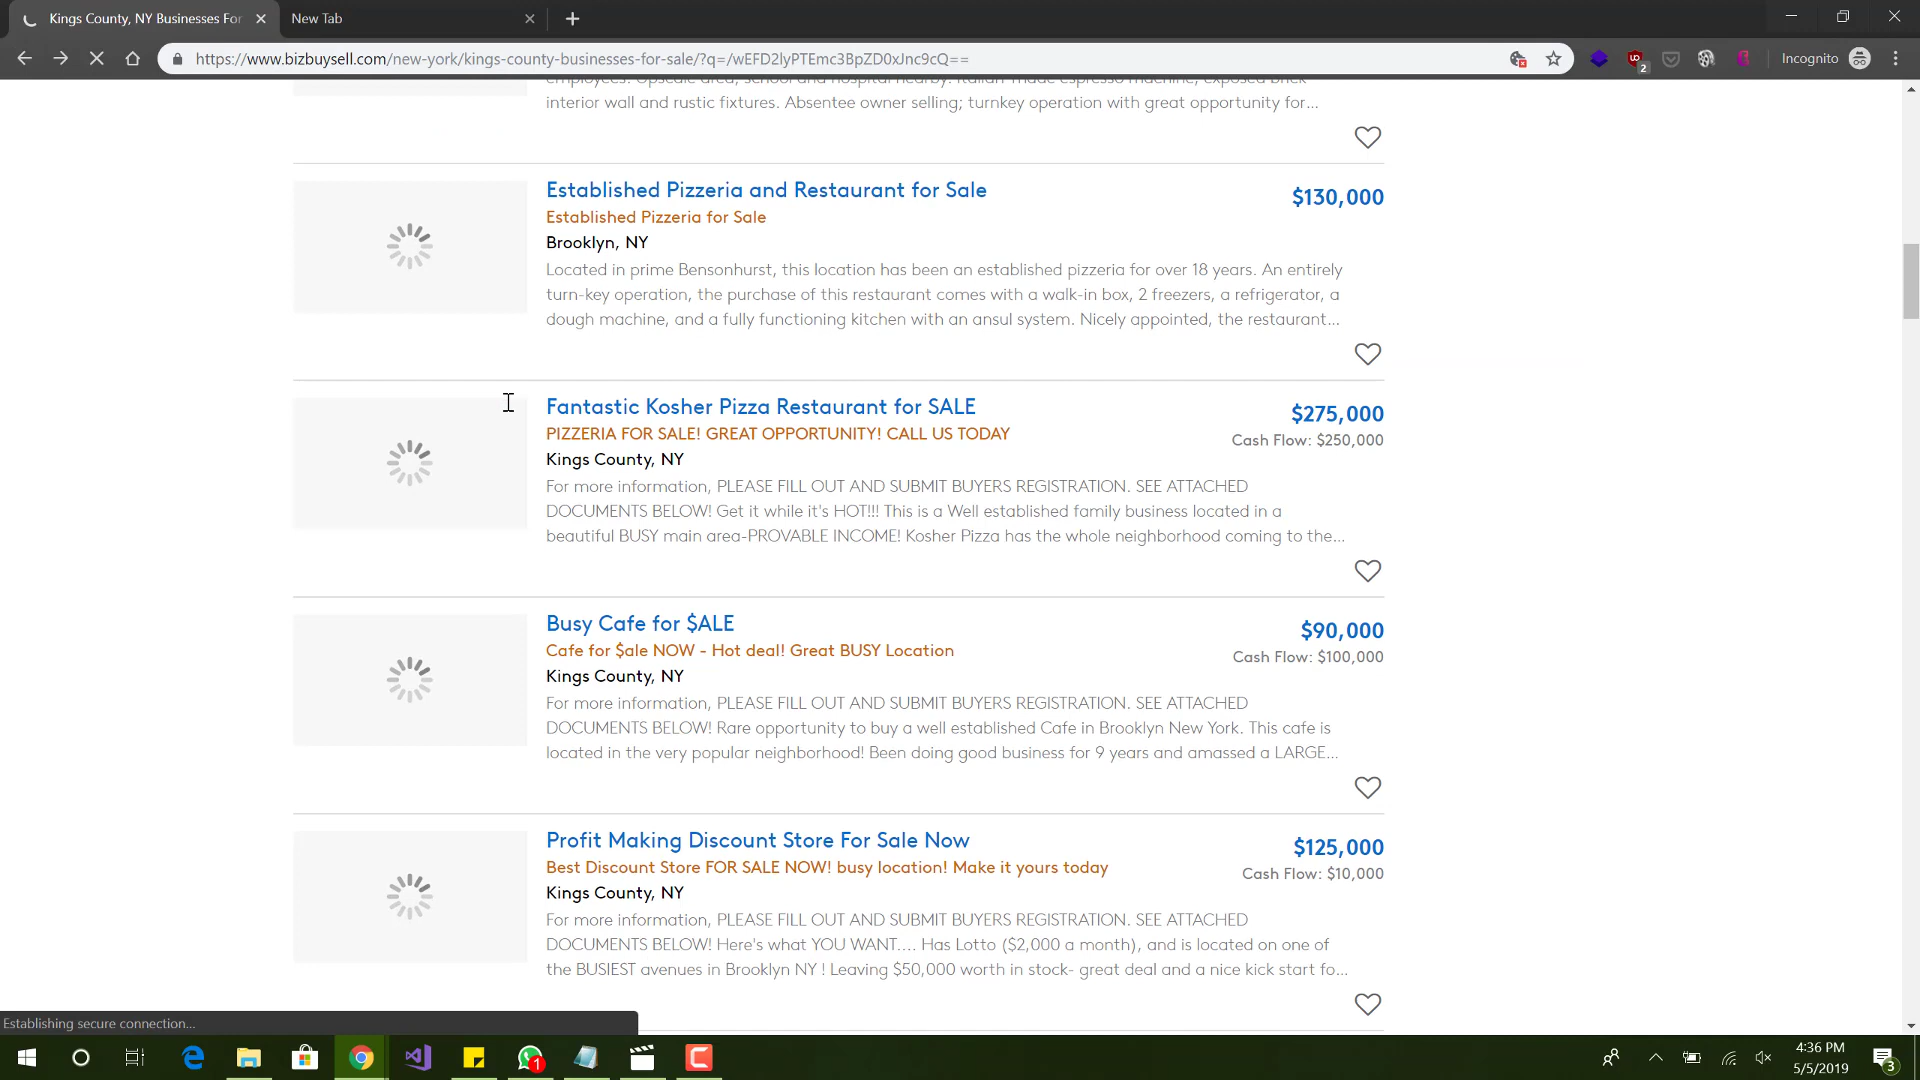 Kings County, NY Businesses For
New Tab
https://www.bizbuysell.com/new-york/kings-county-businesses-for-sale/?q=/wEFD2lyPTEmc3BpZD0xJnc9cQ==
2
Incognito
employees. Upscale area, school and hospital nearby. Italian-made espresso machine, exposed brick
interior wall and rustic fixtures. Absentee owner selling; turnkey operation with great opportunity for...
Established Pizzeria and Restaurant for Sale
$130,000
Established Pizzeria for Sale
Brooklyn, NY
Located in prime Bensonhurst, this location has been an established pizzeria for over 18 years. An entirely
turn-key operation, the purchase of this restaurant comes with a walk-in box, 2 freezers, a refrigerator, a
dough machine, and a fully functioning kitchen with an ansul system. Nicely appointed, the restaurant...
Fantastic Kosher Pizza Restaurant for SALE
$275,000
PIZZERIA FOR SALE! GREAT OPPORTUNITY! CALL US TODAY
Cash Flow: $250,000
Kings County, NY
For more information, PLEASE FILL OUT AND SUBMIT BUYERS REGISTRATION. SEE ATTACHED
DOCUMENTS BELOW! Get it while it's HOT!!! This is a Well established family business located in a
beautiful BUSY main area-PROVABLE INCOME! Kosher Pizza has the whole neighborhood coming to the...
Busy Cafe for $ALE
$90,000
Cafe for $ale NOW - Hot deal! Great BUSY Location
Cash Flow: $100,000
Kings County, NY
For more information, PLEASE FILL OUT AND SUBMIT BUYERS REGISTRATION. SEE ATTACHED
DOCUMENTS BELOW! Rare opportunity to buy a well established Cafe in Brooklyn New York. This cafe is
located in the very popular neighborhood! Been doing good business for 9 years and amassed a LARGE...
Profit Making Discount Store For Sale Now
$125,000
Best Discount Store FOR SALE NOW! busy location! Make it yours today
Cash Flow: $10,000
Kings County, NY
For more information, PLEASE FILL OUT AND SUBMIT BUYERS REGISTRATION. SEE ATTACHED
DOCUMENTS BELOW! Here's what YOU WANT.... Has Lotto ($2,000 a month), and is located on one of
the BUSIEST avenues in Brooklyn NY ! Leaving $50,000 worth in stock- great deal and a nice kick start fo...
Establishing secure connection...
1
4:36 PM
5/5/2019
3